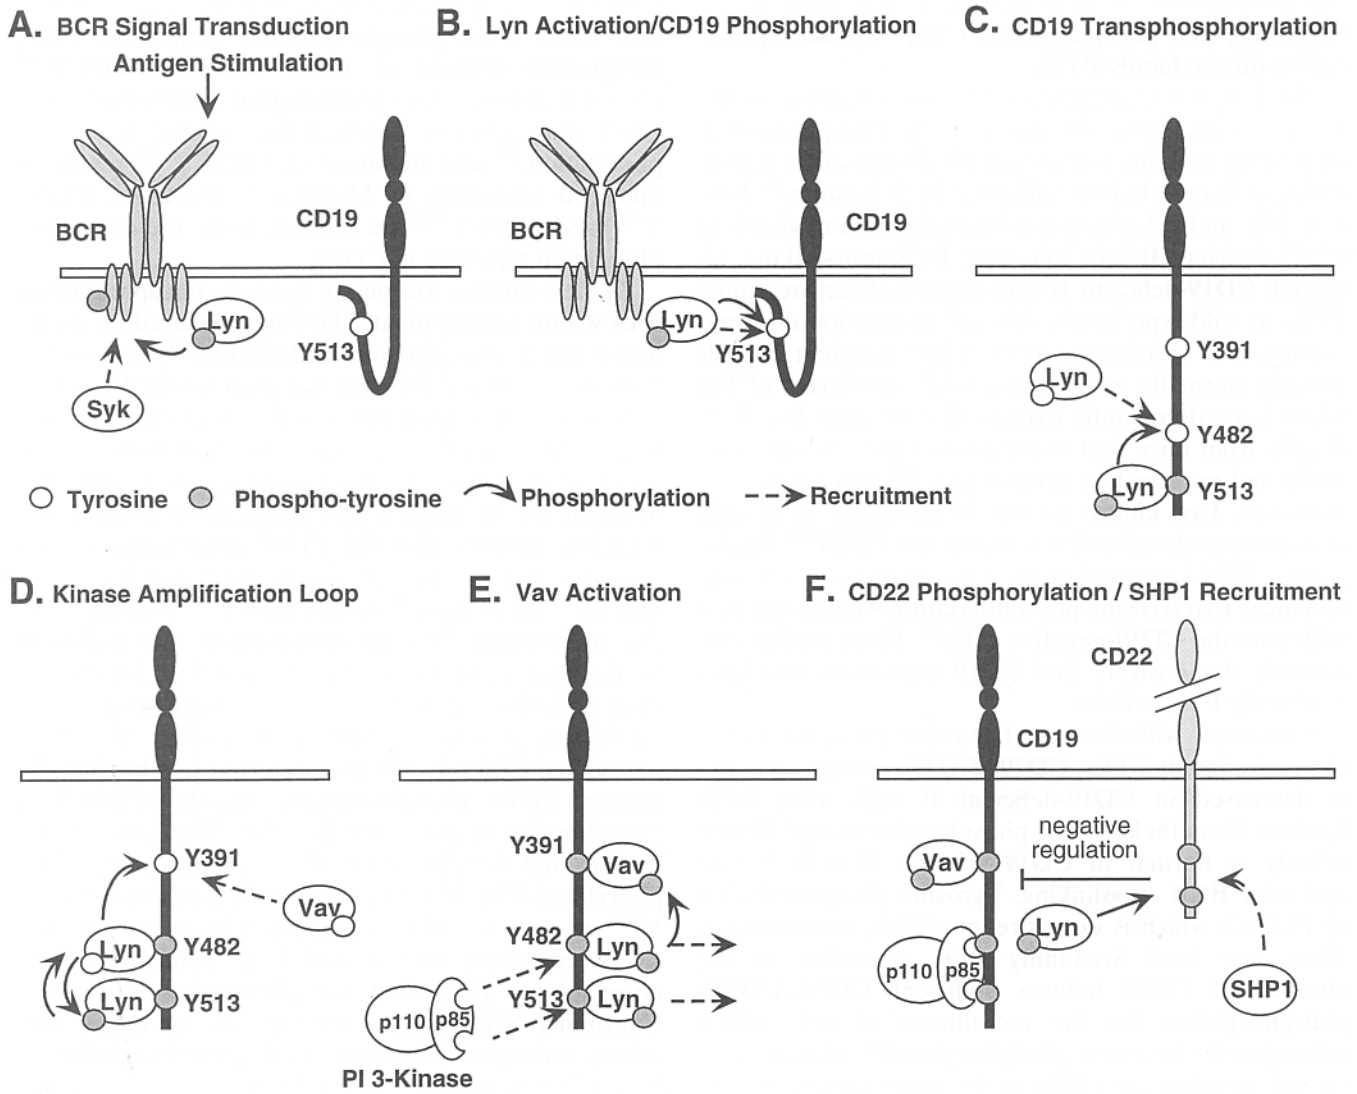 A. BCR Signal Transduction
Antigen Stimulation
BCR
CD19
Lyn
Y513
Syk
B. Lyn Activation/CD19 Phosphorylation
BCR
CD19
Lyn
Y513
C. CD19 Transphosphorylation
Y391
Lyn
Y482
Lyn
Y513
Tyrosine
Phospho-tyrosine
Phosphorylation
Recruitment
D. Kinase Amplification Loop
Y391
Vav
Lyn
Y482
Lyn
Y513
E. Vav Activation
Y391
Vav
Y482
Lyn
Y513
Lyn
p110
p85
PI 3-Kinase
F. CD22 Phosphorylation / SHP1 Recruitment
CD22
CD19
negative
regulation
Vav
Lyn
p110
p85
SHP1